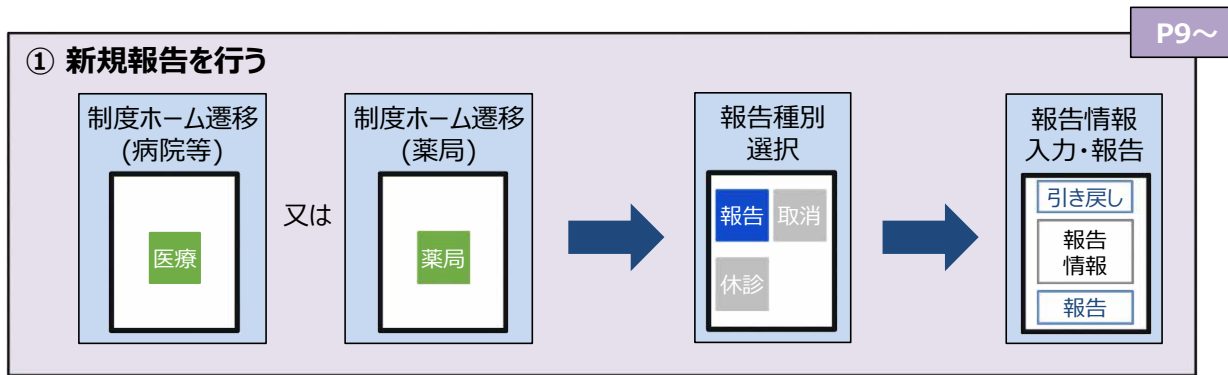 P9～
① 新規報告を行う
制度ホーム遷移
(病院等)
医療
又は
制度ホーム遷移
(薬局)
薬局
報告種別
選択
報告 取消
休診
報告情報
入力・報告
引き戻し
報告
情報
報告